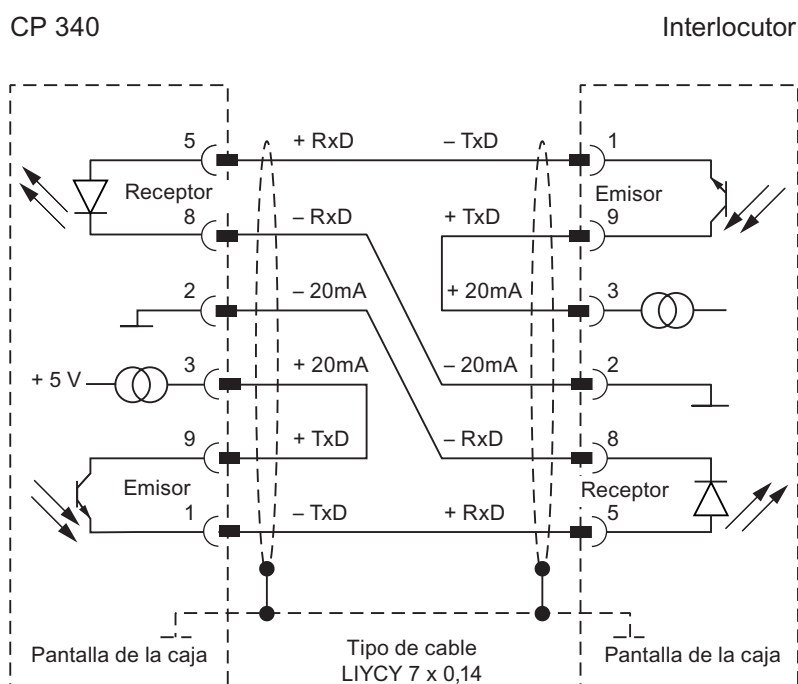 CP 340
Interlocutor
5
+ RxD
– TxD
1
Receptor
Emisor
8
– RxD
+ TxD
9
2
– 20mA
+ 20mA
3
+ 5 V
3
+ 20mA
– 20mA
2
9
+ TxD
– RxD
8
Emisor
Receptor
1
– TxD
+ RxD
5
Pantalla de la caja
Tipo de cable
LIYCY 7 x 0,14
Pantalla de la caja